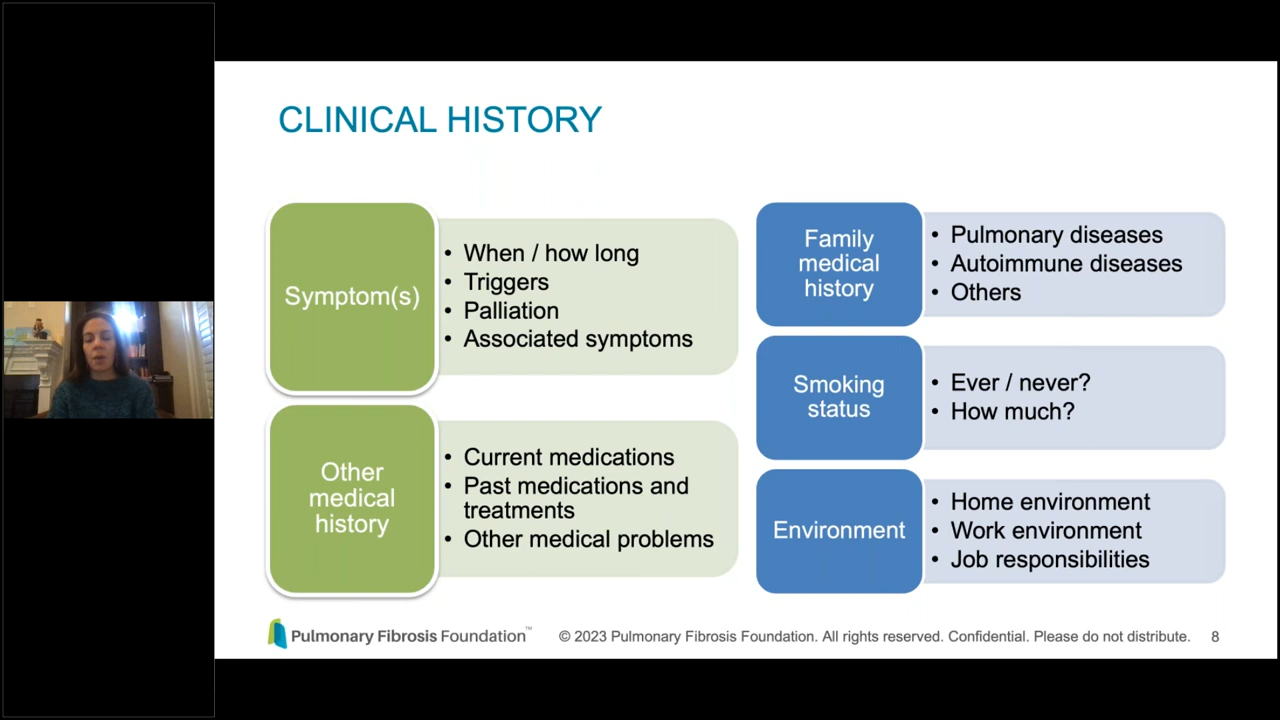 CLINICAL HISTORY
Symptom(s)
• When / how long
• Triggers
• Palliation
• Associated symptoms
Other
medical
history
• Current medications
• Past medications and
treatments
• Other medical problems
Family
medical
history
• Pulmonary diseases
• Autoimmune diseases
• Others
Smoking
status
• Ever / never?
• How much?
Environment
• Home environment
• Work environment
• Job responsibilities
Pulmonary Fibrosis Foundation™
© 2023 Pulmonary Fibrosis Foundation. All rights reserved. Confidential. Please do not distribute.
8